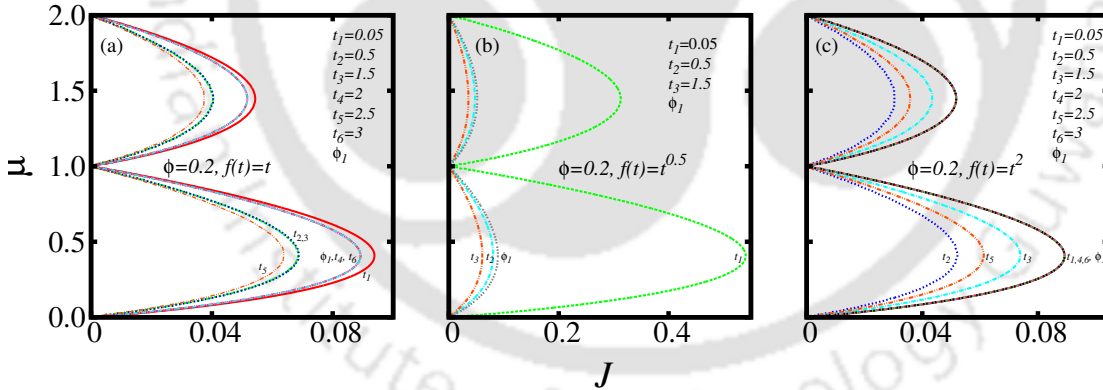 (a)
t1=0.05
t2=0.5
t3=1.5
t4=2
t5=2.5
t6=3
ϕ1
ϕ=0.2, f(t)=t
t2,3
t5
ϕ1,t4, t6
t1
2.0
1.5
1.0
0.5
0.0
μ
0
0.04
0.08
(b)
t1=0.05
t2=0.5
t3=1.5
ϕ1
ϕ=0.2, f(t)=t^0.5
t3
t2
ϕ1
t1
0
0.2
0.4
(c)
t1=0.05
t2=0.5
t3=1.5
t4=2
t5=2.5
t6=3
ϕ1
ϕ=0.2, f(t)=t^2
t2
t5
t3
t1,4,6, ϕ
0
0.04
0.08
J